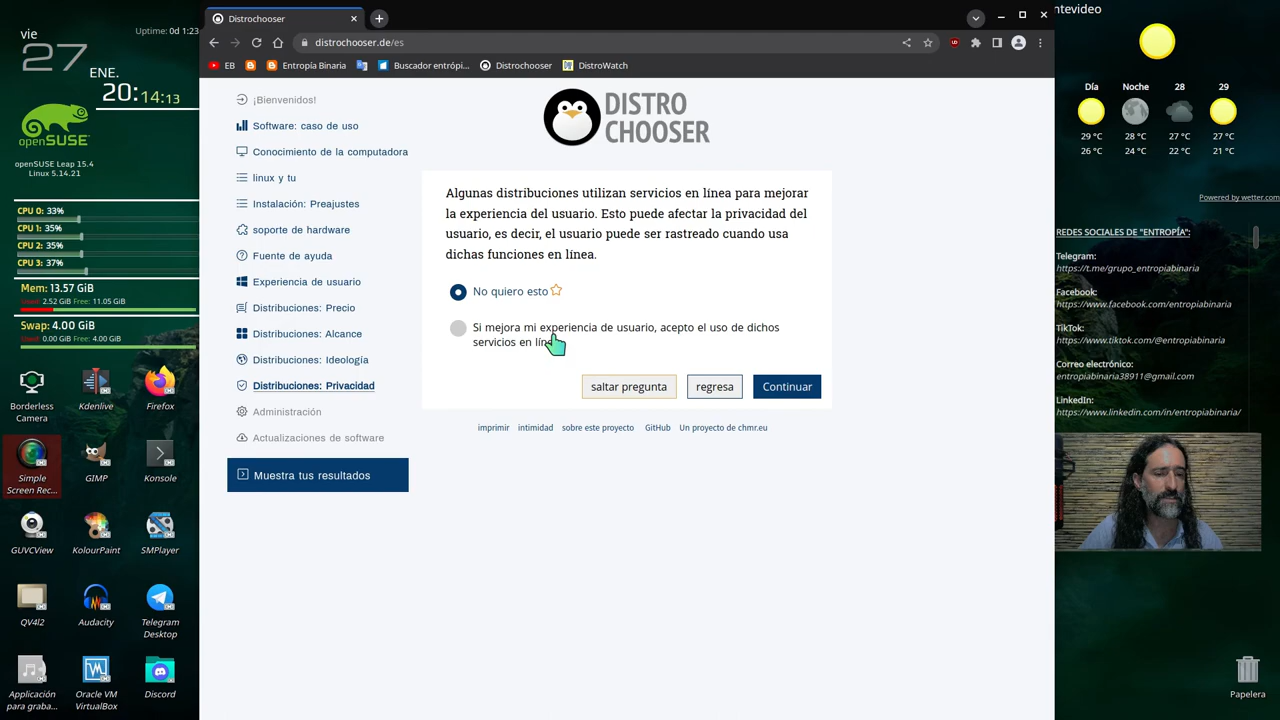 vie
27
ENE.
20:14:13
Uptime: 0d 1:23
openSUSE
openSUSE Leap 15.4
Linux 5.14.21
CPU 0: 33%
CPU 1: 35%
CPU 2: 35%
CPU 3: 37%
Mem: 13.57 GiB
2.52 GiB Free: 11.05 GiB
Swap: 4.00 GiB
0.00 GiB Free: 4.00 GiB
Borderless
Camera
Kdenlive
Firefox
Simple
Screen Rec...
GIMP
Konsole
GUVCView
KolourPaint
SMPlayer
QV4l2
Audacity
Telegram
Desktop
Applicación
para graba...
Oracle VM
VirtualBox
Discord
Distrochooser
distrochooser.de/es
EB
Entropía Binaria
Buscador entrópi...
Distrochooser
DistroWatch
¡Bienvenidos!
Software: caso de uso
Conocimiento de la computadora
linux y tu
Instalación: Preajustes
soporte de hardware
Fuente de ayuda
Experiencia de usuario
Distribuciones: Precio
Distribuciones: Alcance
Distribuciones: Ideología
Distribuciones: Privacidad
Administración
Actualizaciones de software
Muestra tus resultados
DISTRO
CHOOSER
Algunas distribuciones utilizan servicios en línea para mejorar
la experiencia del usuario. Esto puede afectar la privacidad del
usuario, es decir, el usuario puede ser rastreado cuando usa
dichas funciones en línea.
No quiero esto
Si mejora mi experiencia de usuario, acepto el uso de dichos
servicios en
saltar pregunta
regresa
Continuar
imprimir
intimidad
sobre este proyecto
GitHub
Un proyecto de chmr.eu
ntevideo
Día
Noche
28
29
29 °C
28 °C
27 °C
27 °C
26 °C
24 °C
22 °C
21 °C
Powered by wetter.com
REDES SOCIALES DE "ENTROPÍA":
Telegram:
https://t.me/grupo_entropiabinaria
Facebook:
https://www.facebook.com/entropiabinaria
TikTok:
https://www.tiktok.com/@entropiabinaria
Correo electrónico:
entropiabinaria38911@gmail.com
LinkedIn:
https://www.linkedin.com/in/entropiabinaria/
Papelera